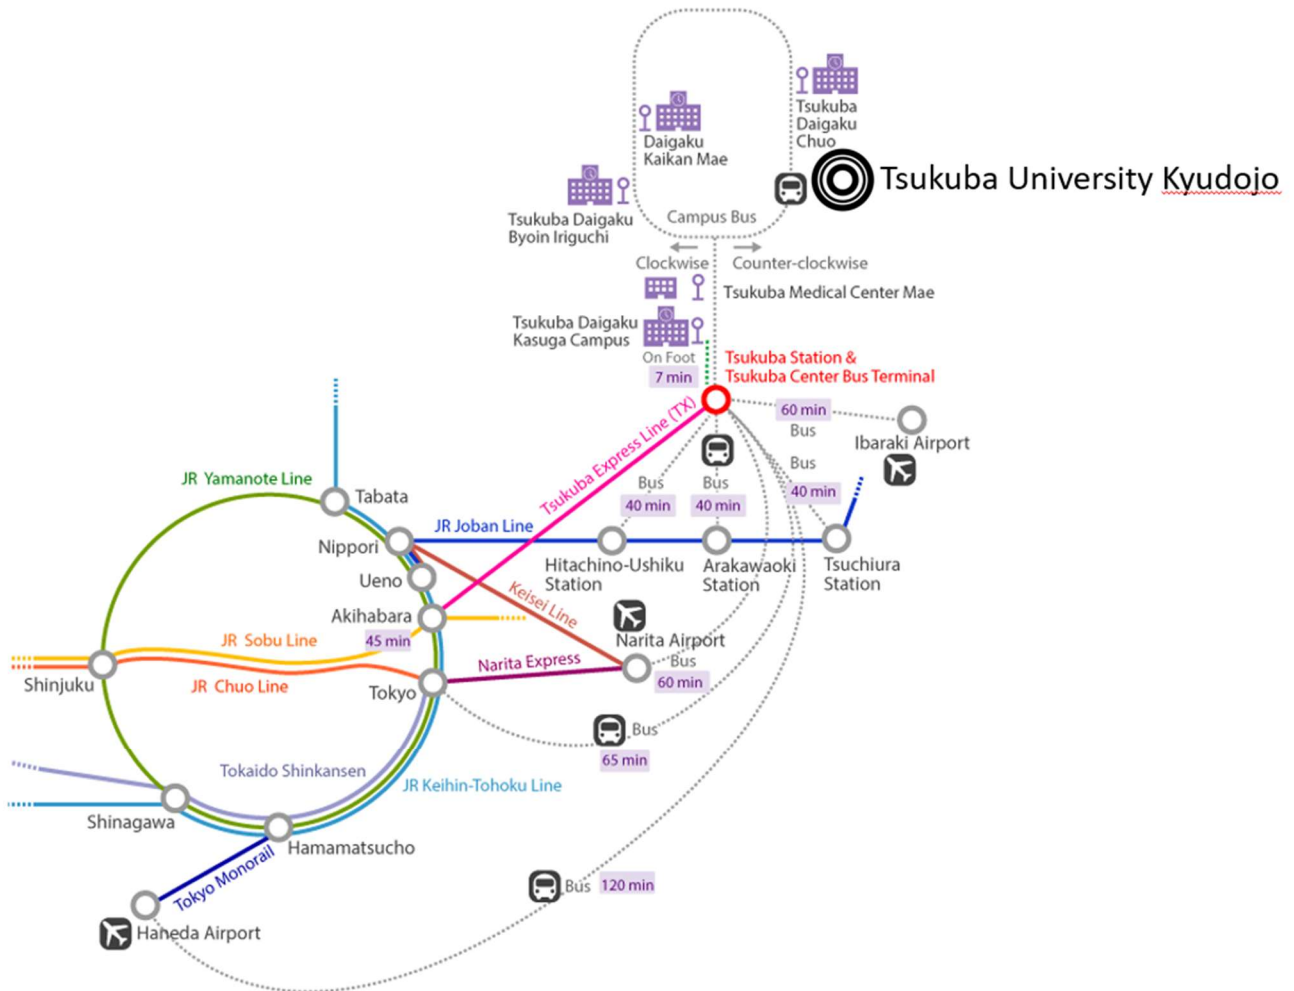 Tsukuba
Daigaku
Chuo
Daigaku
Kaikan Mae
Tsukuba University Kyudojo
Tsukuba Daigaku
Byoin Iriguchi
Campus Bus
Clockwise
Counter-clockwise
Tsukuba Medical Center Mae
Tsukuba Daigaku
Kasuga Campus
On Foot
7 min
Tsukuba Station &
Tsukuba Center Bus Terminal
60 min
Bus
Ibaraki Airport
Tsukuba Express Line (TX)
Bus
40 min
Bus
40 min
Bus
40 min
JR Yamanote Line
Tabata
Nippori
JR Joban Line
Hitachino-Ushiku
Station
Arakawaoki
Station
Tsuchiura
Station
Ueno
Keisei Line
Akihabara
45 min
Narita Airport
Bus
60 min
JR Sobu Line
Shinjuku
JR Chuo Line
Narita Express
Tokyo
Bus
65 min
Tokaido Shinkansen
JR Keihin-Tohoku Line
Shinagawa
Hamamatsucho
Tokyo Monorail
Bus
120 min
Haneda Airport